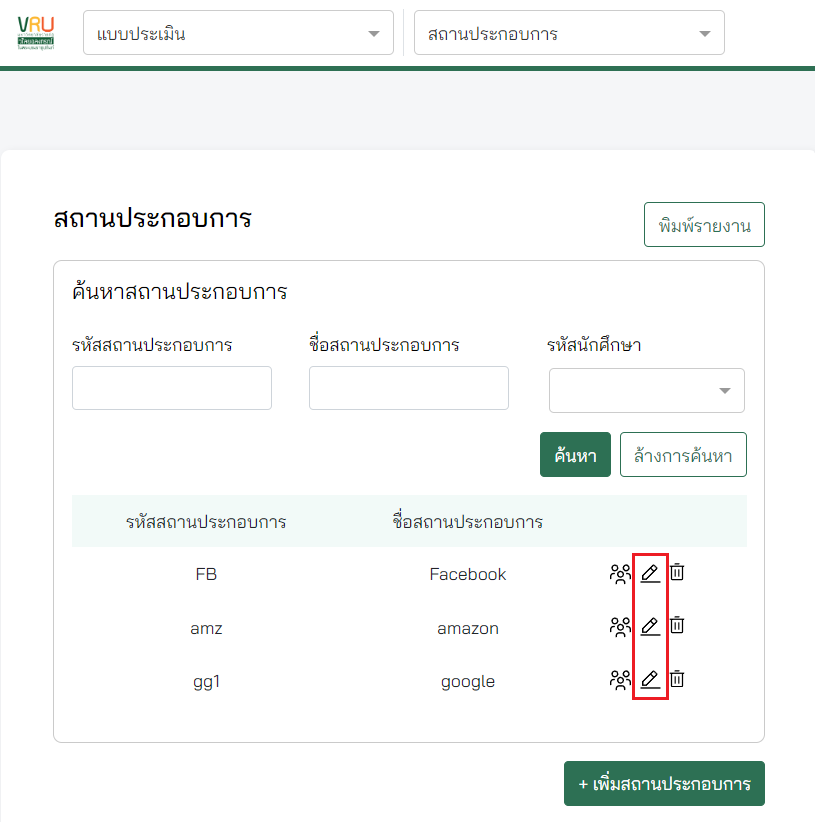 VRU
แบบประเมิน
สถานประกอบการ
สถานประกอบการ
พิมพ์รายงาน
ค้นหาสถานประกอบการ
รหัสสถานประกอบการ ชื่อสถานประกอบการ รหัสนักศึกษา
ค้นหา ล้างการค้นหา
รหัสสถานประกอบการ ชื่อสถานประกอบการ
FB Facebook
amz amazon
gg1 google
+ เพิ่มสถานประกอบการ